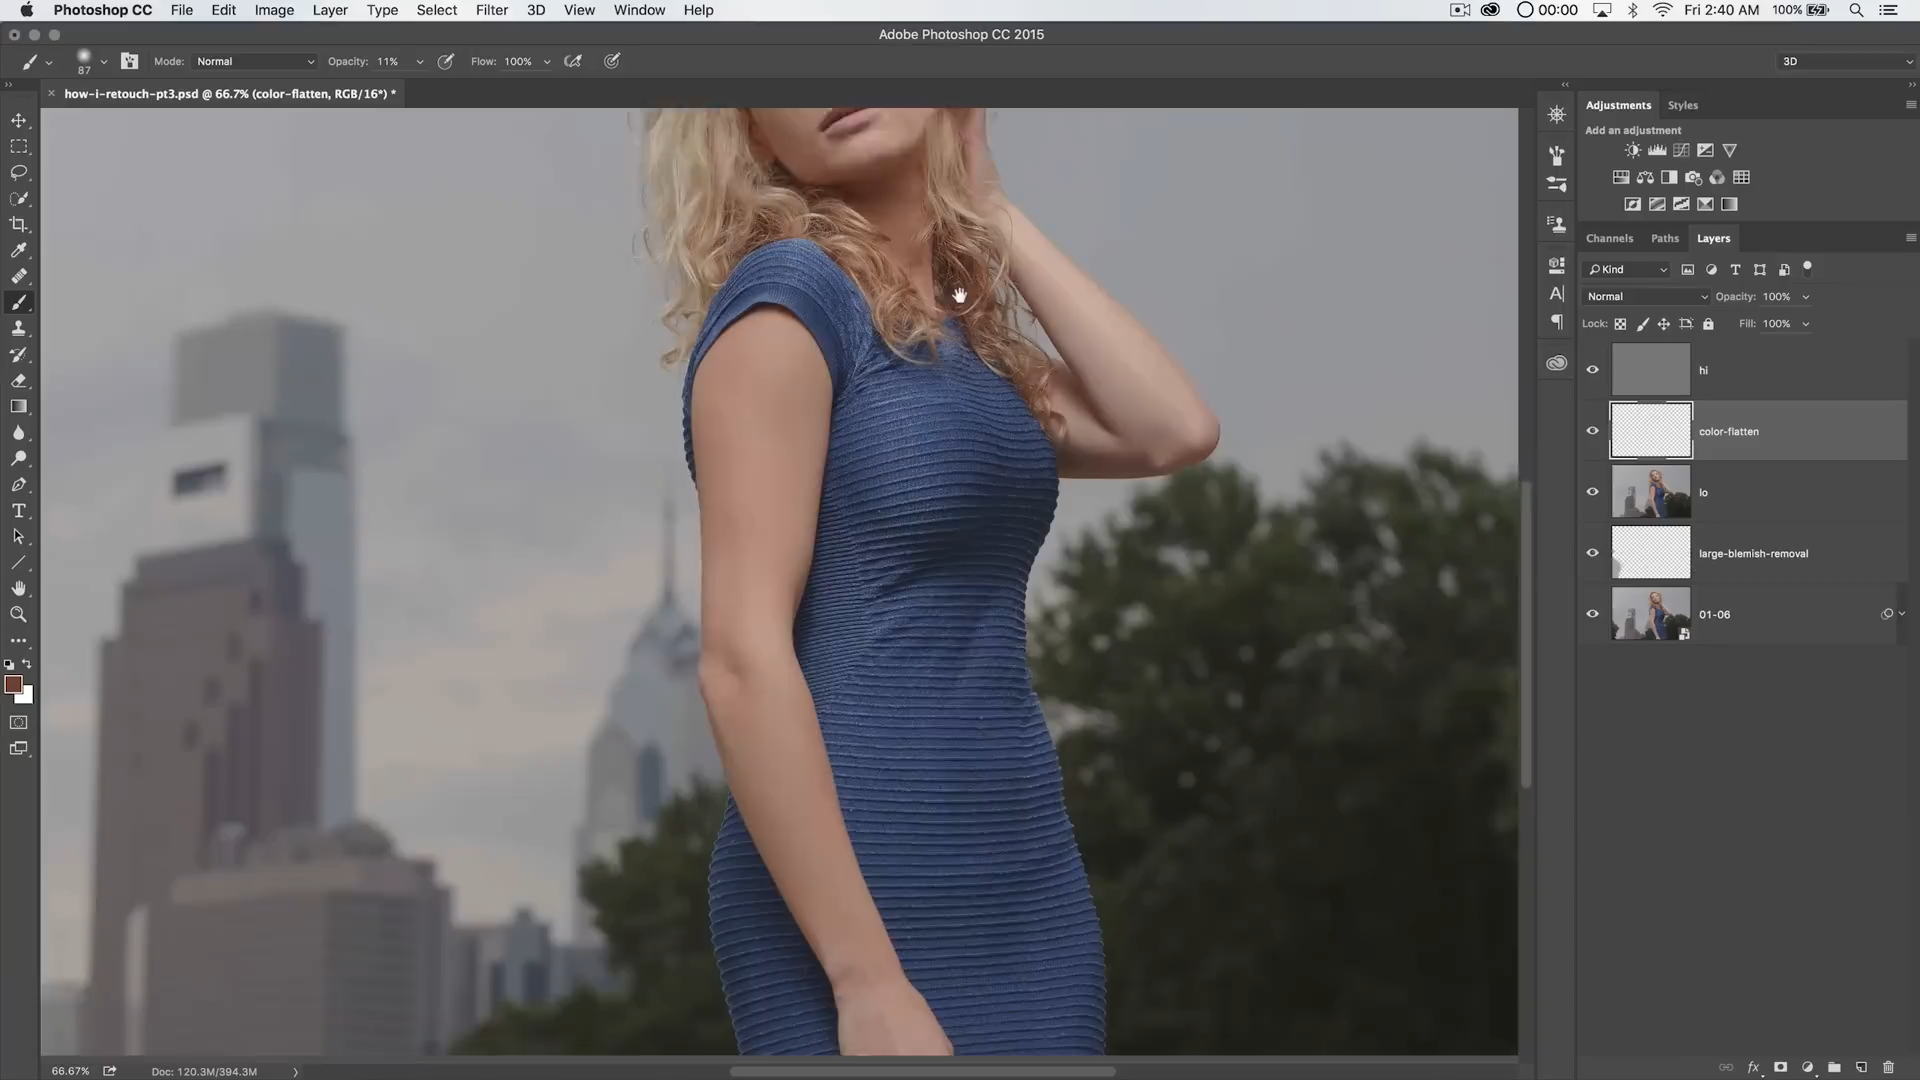 Photoshop CC File Edit Image Layer Type Select Filter 3D View Window Help 00:00 Fri 2:40 AM 100%
Adobe Photoshop CC 2015
87 Mode: Normal Opacity: 11% Flow: 100% 3D
how-i-retouch-pt3.psd @ 66.7% (color-flatten, RGB/16*) *
Adjustments Styles
Add an adjustment
Channels Paths Layers
Kind
Normal Opacity: 100%
Lock: Fill: 100%
hi
color-flatten
lo
large-blemish-removal
01-06
66.67% Doc: 120.3M/394.3M
fx